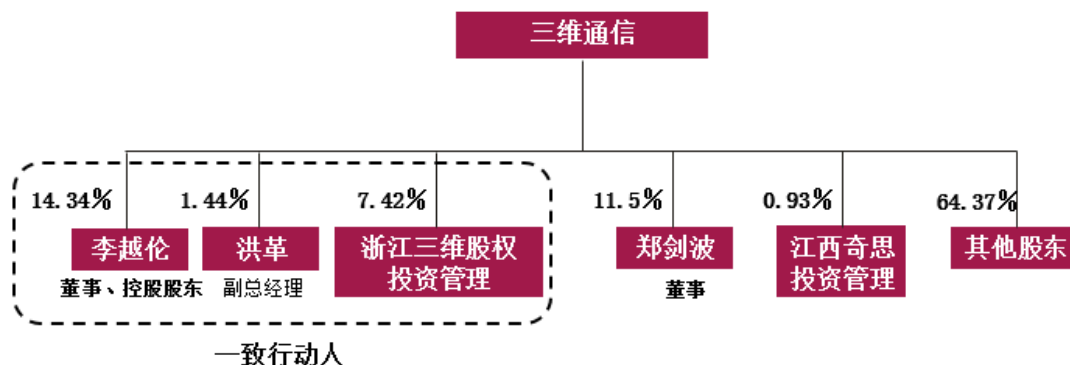 三维通信
14.34%
1.44%
7.42%
11.5%
0.93%
64.37%
李越伦
洪革
浙江三维股权
投资管理
郑剑波
江西奇思
投资管理
其他股东
董事、控股股东
副总经理
董事
一致行动人